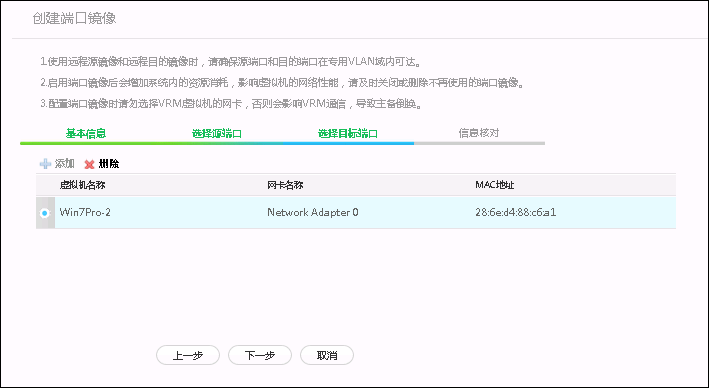 创建端口镜像
1.使用远程源镜像和远程目的镜像时，请确保源端口和目的端口在专用VLAN域内可达。
2.启用端口镜像后会增加系统内的资源消耗，影响虚拟机的网络性能，请及时关闭或删除不再使用的端口镜像。
3.配置端口镜像时请勿选择VRM虚拟机的网卡，否则会影响VRM通信，导致主备倒换。
基本信息 选择源端口 选择目标端口 信息核对
添加 删除
虚拟机名称 网卡名称 MAC地址
Win7Pro-2 Network Adapter 0 28:6e:d4:88:c6:a1
上一步 下一步 取消